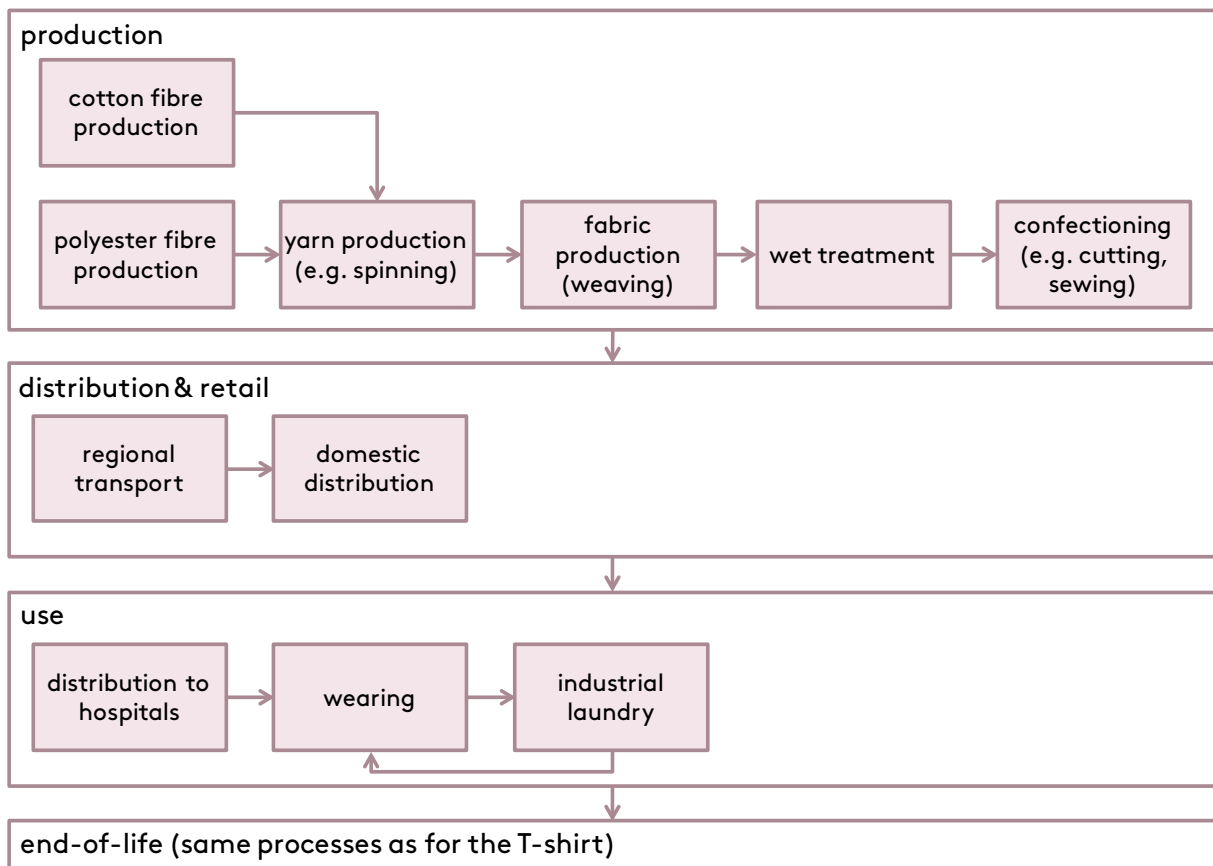 production
cotton fibre
production
polyester fibre
production
yarn production
(e.g. spinning)
fabric
production
(weaving)
wet treatment
confectioning
(e.g. cutting,
sewing)
distribution & retail
regional
transport
domestic
distribution
use
distribution to
hospitals
wearing
industrial
laundry
end-of-life (same processes as for the T-shirt)